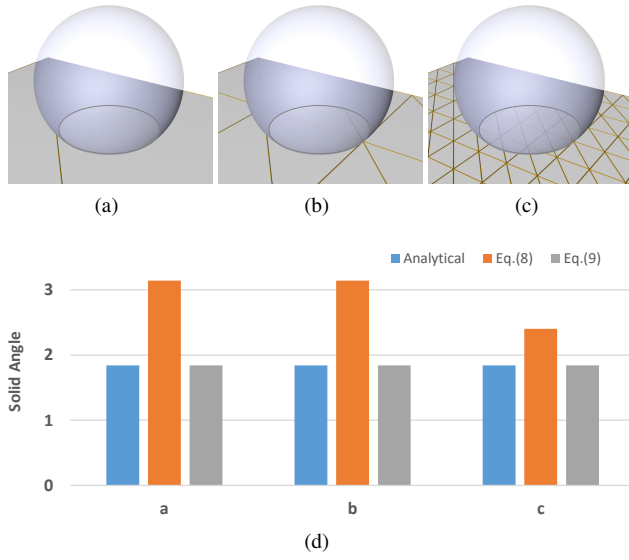 (a) (b) (c)
Analytical Eq.(8) Eq.(9)
Solid Angle
3
2
1
0
a b c
(d)